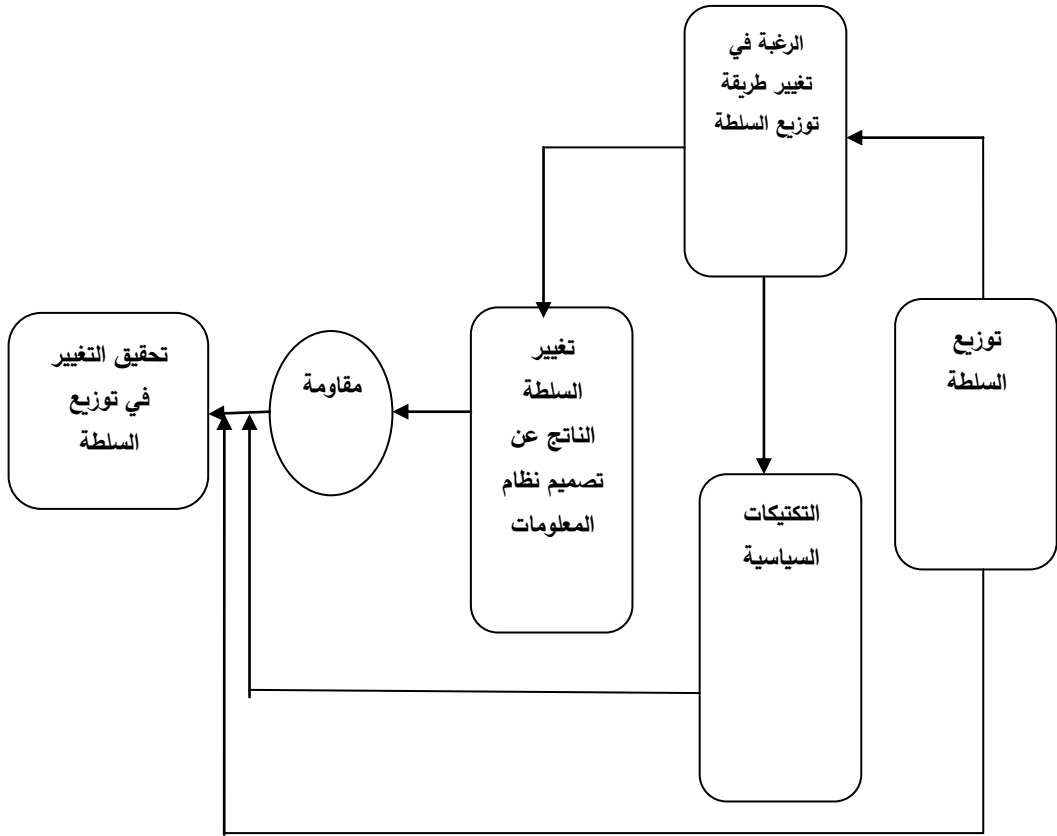 الرغبة في
تغيير طريقة
توزيع السلطة
توزيع
السلطة
تغيير
السلطة
الناتج عن
تصميم نظام
المعلومات
مقاومة
تحقيق التغيير
في توزيع
السلطة
التكتيكات
السياسية